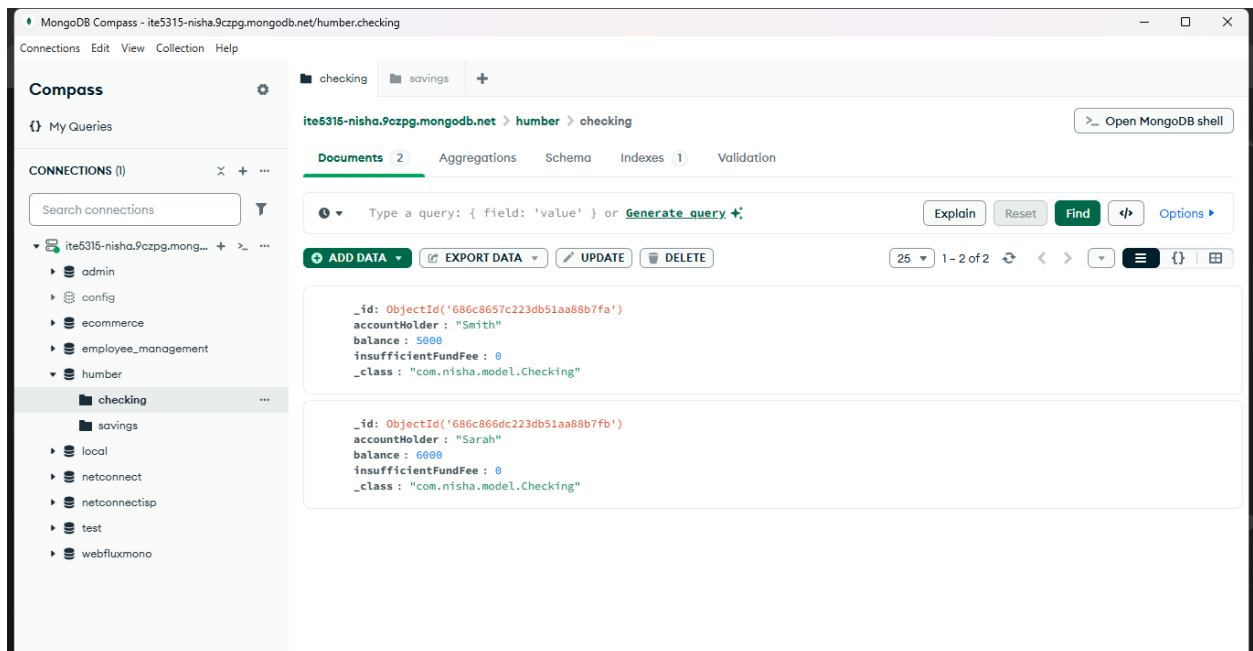 MongoDB Compass - ite5315-nisha.9czpg.mongodb.net/humber.checking
Connections Edit View Collection Help
Compass
{} My Queries
CONNECTIONS (1)
Search connections
ite5315-nisha.9czpg.mong...
admin
config
ecommerce
employee_management
humber
checking
savings
local
netconnect
netconnectisp
test
webfluxmono
checking savings
ite5315-nisha.9czpg.mongodb.net > humber > checking
>_ Open MongoDB shell
Documents 2 Aggregations Schema Indexes 1 Validation
Type a query: { field: 'value' } or Generate query
Explain Reset Find </> Options
ADD DATA EXPORT DATA UPDATE DELETE
25 1 – 2 of 2 {}
_id: ObjectId('686c8657c223db51aa88b7fa')
accountHolder : "Smith"
balance : 5000
insufficientFundFee : 0
_class : "com.nisha.model.Checking"
_id: ObjectId('686c866dc223db51aa88b7fb')
accountHolder : "Sarah"
balance : 6000
insufficientFundFee : 0
_class : "com.nisha.model.Checking"